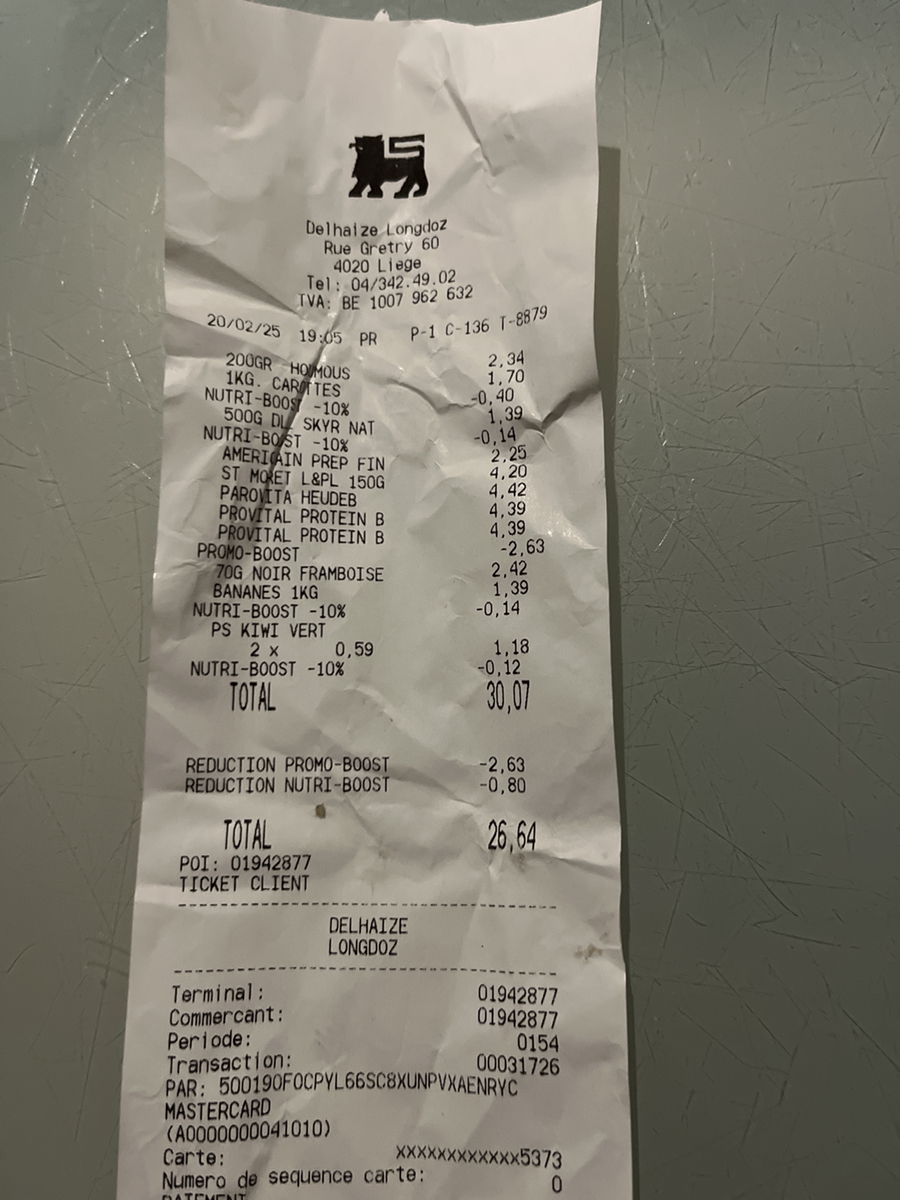 Delhaize Longdoz
Rue Gretry 60
4020 Liege
Tel: 04/342.49.02
TVA: BE 1007 962 632
20/02/25 19:05 PR P-1 C-136 T-8879
200GR HOUMOUS 2,34
1KG. CAROTTES 1,70
NUTRI-BOOST -10% -0,40
500G DL SKYR NAT 1,39
NUTRI-BOOST -10% -0,14
AMERICAIN PREP FIN 2,25
ST MORET L&PL 150G 4,20
PAROVITA HEUDEB 4,42
PROVITAL PROTEIN B 4,39
PROVITAL PROTEIN B 4,39
PROMO-BOOST -2,63
70G NOIR FRAMBOISE 2,42
BANANES 1KG 1,39
NUTRI-BOOST -10% -0,14
PS KIWI VERT
2 x 0,59 1,18
NUTRI-BOOST -10% -0,12
TOTAL 30,07
REDUCTION PROMO-BOOST -2,63
REDUCTION NUTRI-BOOST -0,80
TOTAL 26,64
POI: 01942877
TICKET CLIENT
DELHAIZE
LONGDOZ
Terminal: 01942877
Commercant: 01942877
Periode: 0154
Transaction: 00031726
PAR: 500190FOCPYL66SC8XUNPVXAENRYC
MASTERCARD
(A0000000041010)
Carte: XXXXXXXXXXXX5373
Numero de sequence carte: 0
PAIEMENT